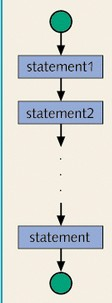 statement1
statement2
.
.
.
statement